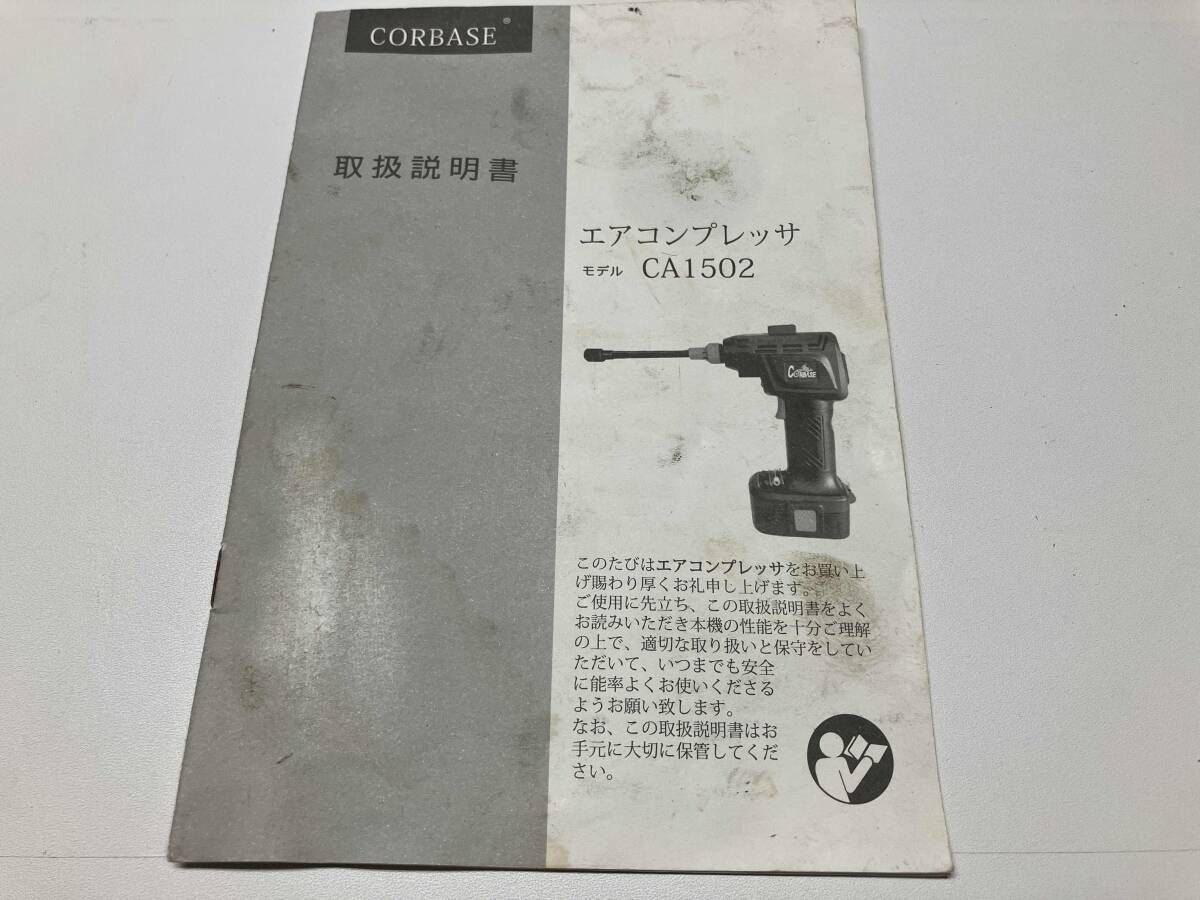 CORBASE®
取扱説明書
エアコンプレッサ
モデル CA1502
CORBASE
このたびはエアコンプレッサをお買い上
げ賜わり厚くお礼申し上げます。
ご使用に先立ち、この取扱説明書をよく
お読みいただき本機の性能を十分ご理解
の上で、適切な取り扱いと保守をしてい
ただいて、いつまでも安全
に能率よくお使いくださる
ようお願い致します。
なお、この取扱説明書はお
手元に大切に保管してくだ
さい。